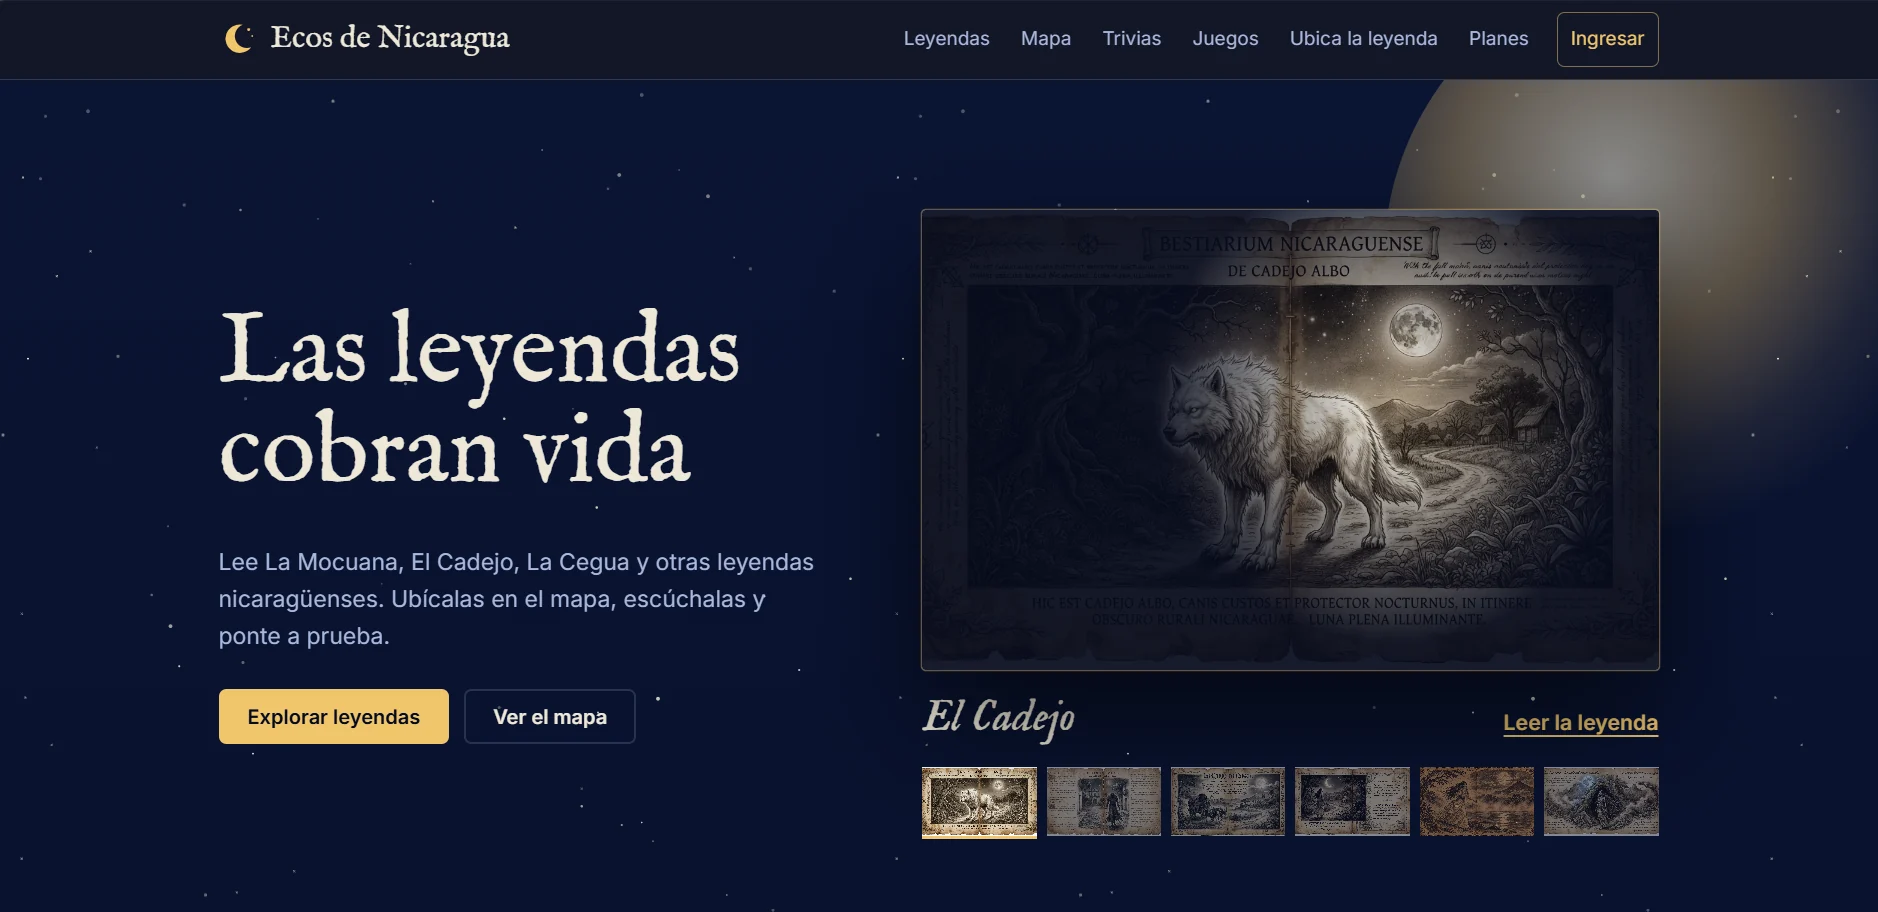 Ecos de Nicaragua
Leyendas
Mapa
Trivias
Juegos
Ubica la leyenda
Planes
Ingresar
Las leyendas
cobran vida
Lee La Mocuana, El Cadejo, La Cegua y otras leyendas
nicaragüenses. Ubícalas en el mapa, escúchalas y
ponte a prueba.
Explorar leyendas
Ver el mapa
BESTIARIUM NICARAGUENSE
DE CADEJO ALBO
With the full
HIC EST CADEJO ALBO, CANIS CUSTOS ET PROTECTOR NOCTURNUS, IN ITINERE
OBSCURO RURALI NICARAGUAE. LUNA PLENA ILLUMINANTE.
El Cadejo
Leer la leyenda